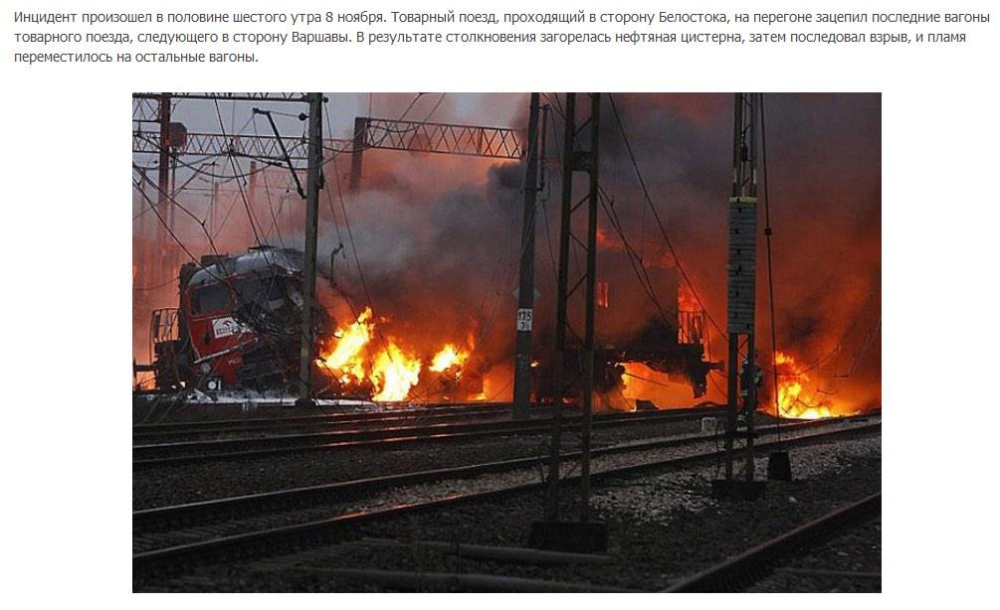 Инцидент произошел в половине шестого утра 8 ноября. Товарный поезд, проходящий в сторону Белостока, на перегоне зацепил последние вагоны
товарного поезда, следующего в сторону Варшавы. В результате столкновения загорелась нефтяная цистерна, затем последовал взрыв, и пламя
переместилось на остальные вагоны.